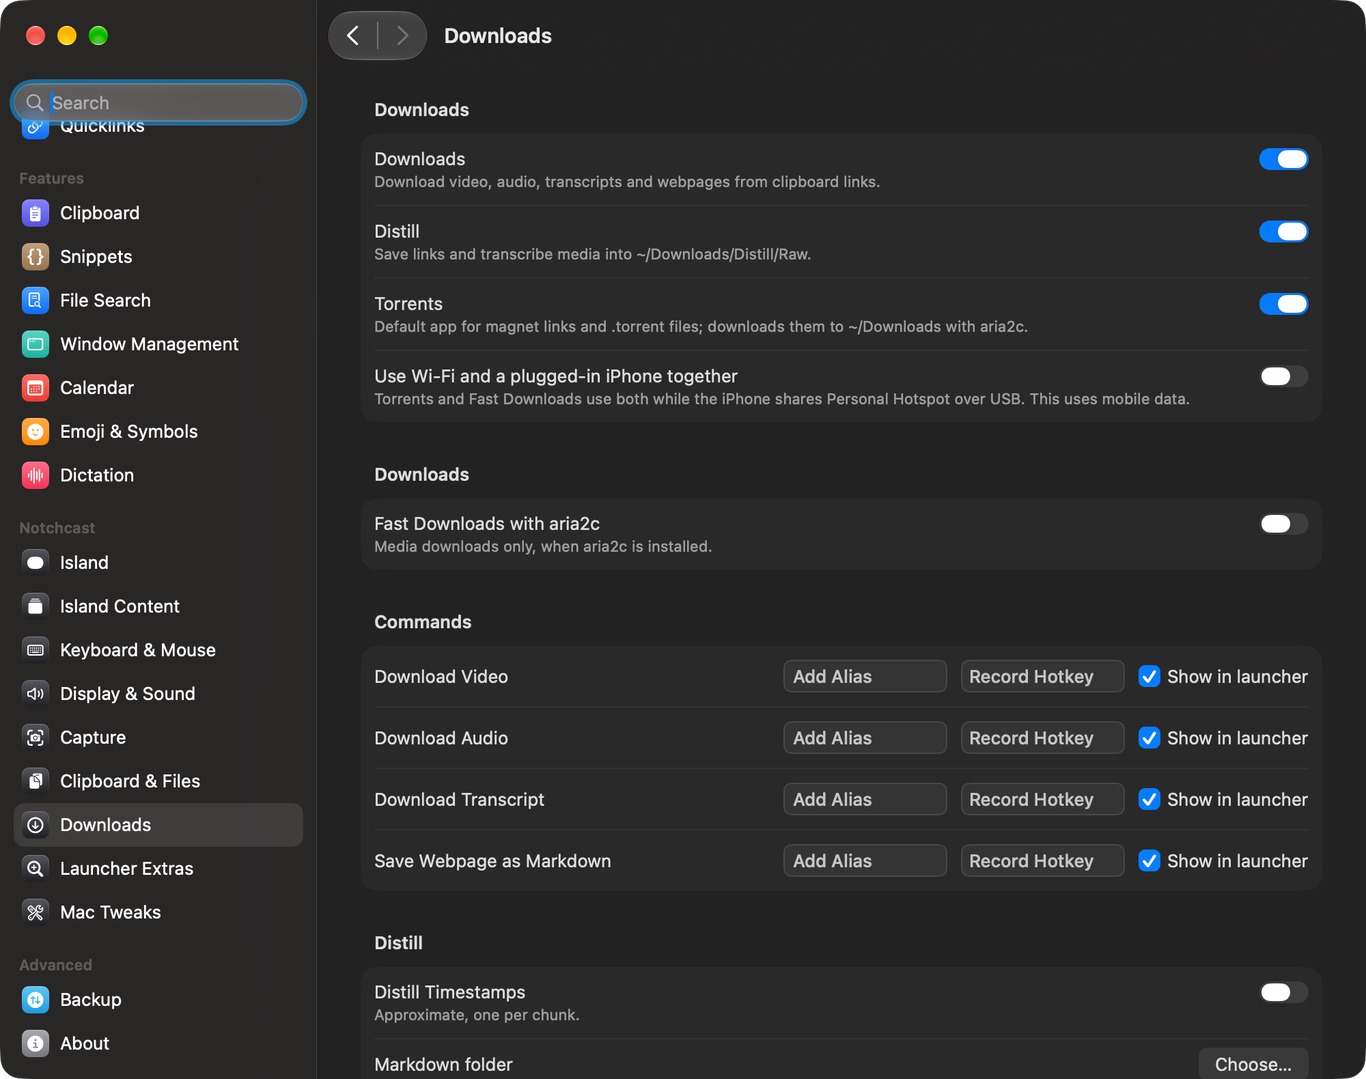 Search
Quicklinks
Features
Clipboard
Snippets
File Search
Window Management
Calendar
Emoji & Symbols
Dictation
Notchcast
Island
Island Content
Keyboard & Mouse
Display & Sound
Capture
Clipboard & Files
Downloads
Launcher Extras
Mac Tweaks
Advanced
Backup
About
Downloads
Downloads
Downloads
Download video, audio, transcripts and webpages from clipboard links.
Distill
Save links and transcribe media into ~/Downloads/Distill/Raw.
Torrents
Default app for magnet links and .torrent files; downloads them to ~/Downloads with aria2c.
Use Wi-Fi and a plugged-in iPhone together
Torrents and Fast Downloads use both while the iPhone shares Personal Hotspot over USB. This uses mobile data.
Downloads
Fast Downloads with aria2c
Media downloads only, when aria2c is installed.
Commands
Download Video Add Alias Record Hotkey Show in launcher
Download Audio Add Alias Record Hotkey Show in launcher
Download Transcript Add Alias Record Hotkey Show in launcher
Save Webpage as Markdown Add Alias Record Hotkey Show in launcher
Distill
Distill Timestamps
Approximate, one per chunk.
Markdown folder Choose...